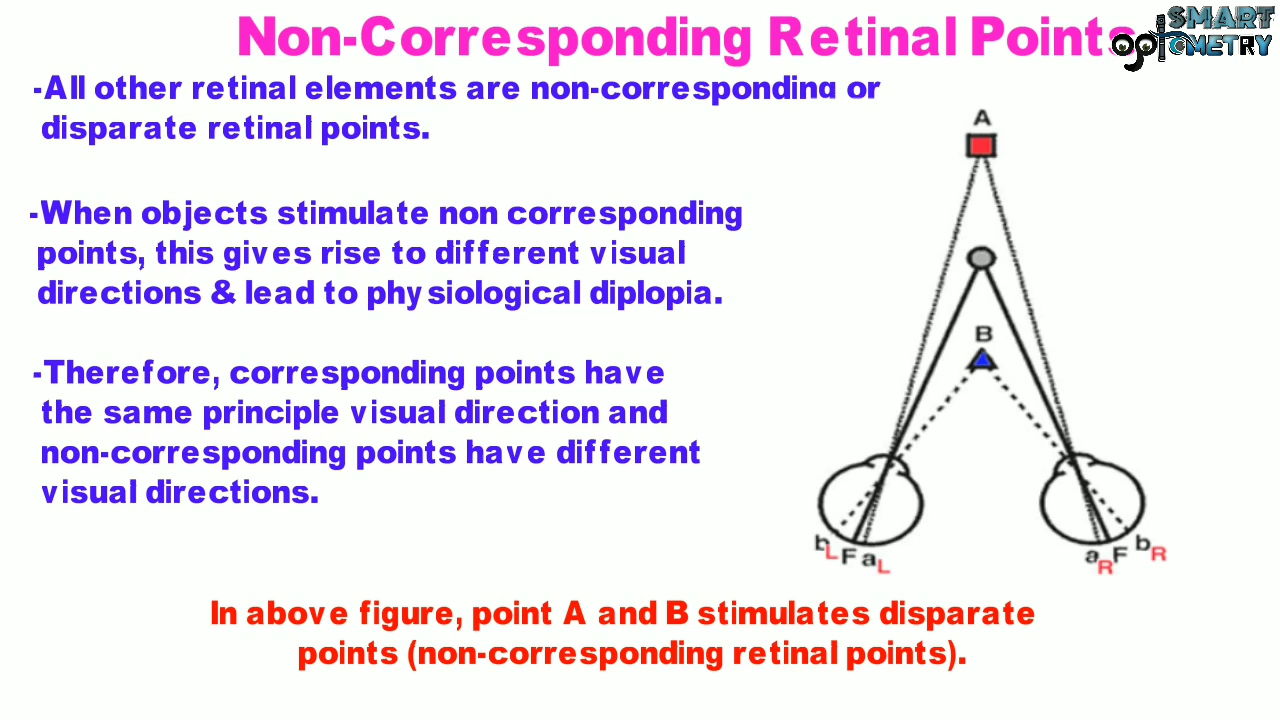 Non-Corresponding Retinal Points
SMART
optOMETRY
-All other retinal elements are non-corresponding or
disparate retinal points.
-When objects stimulate non corresponding
points, this gives rise to different visual
directions & lead to physiological diplopia.
-Therefore, corresponding points have
the same principle visual direction and
non-corresponding points have different
visual directions.
A
B
bL F aL
aR F bR
In above figure, point A and B stimulates disparate
points (non-corresponding retinal points).